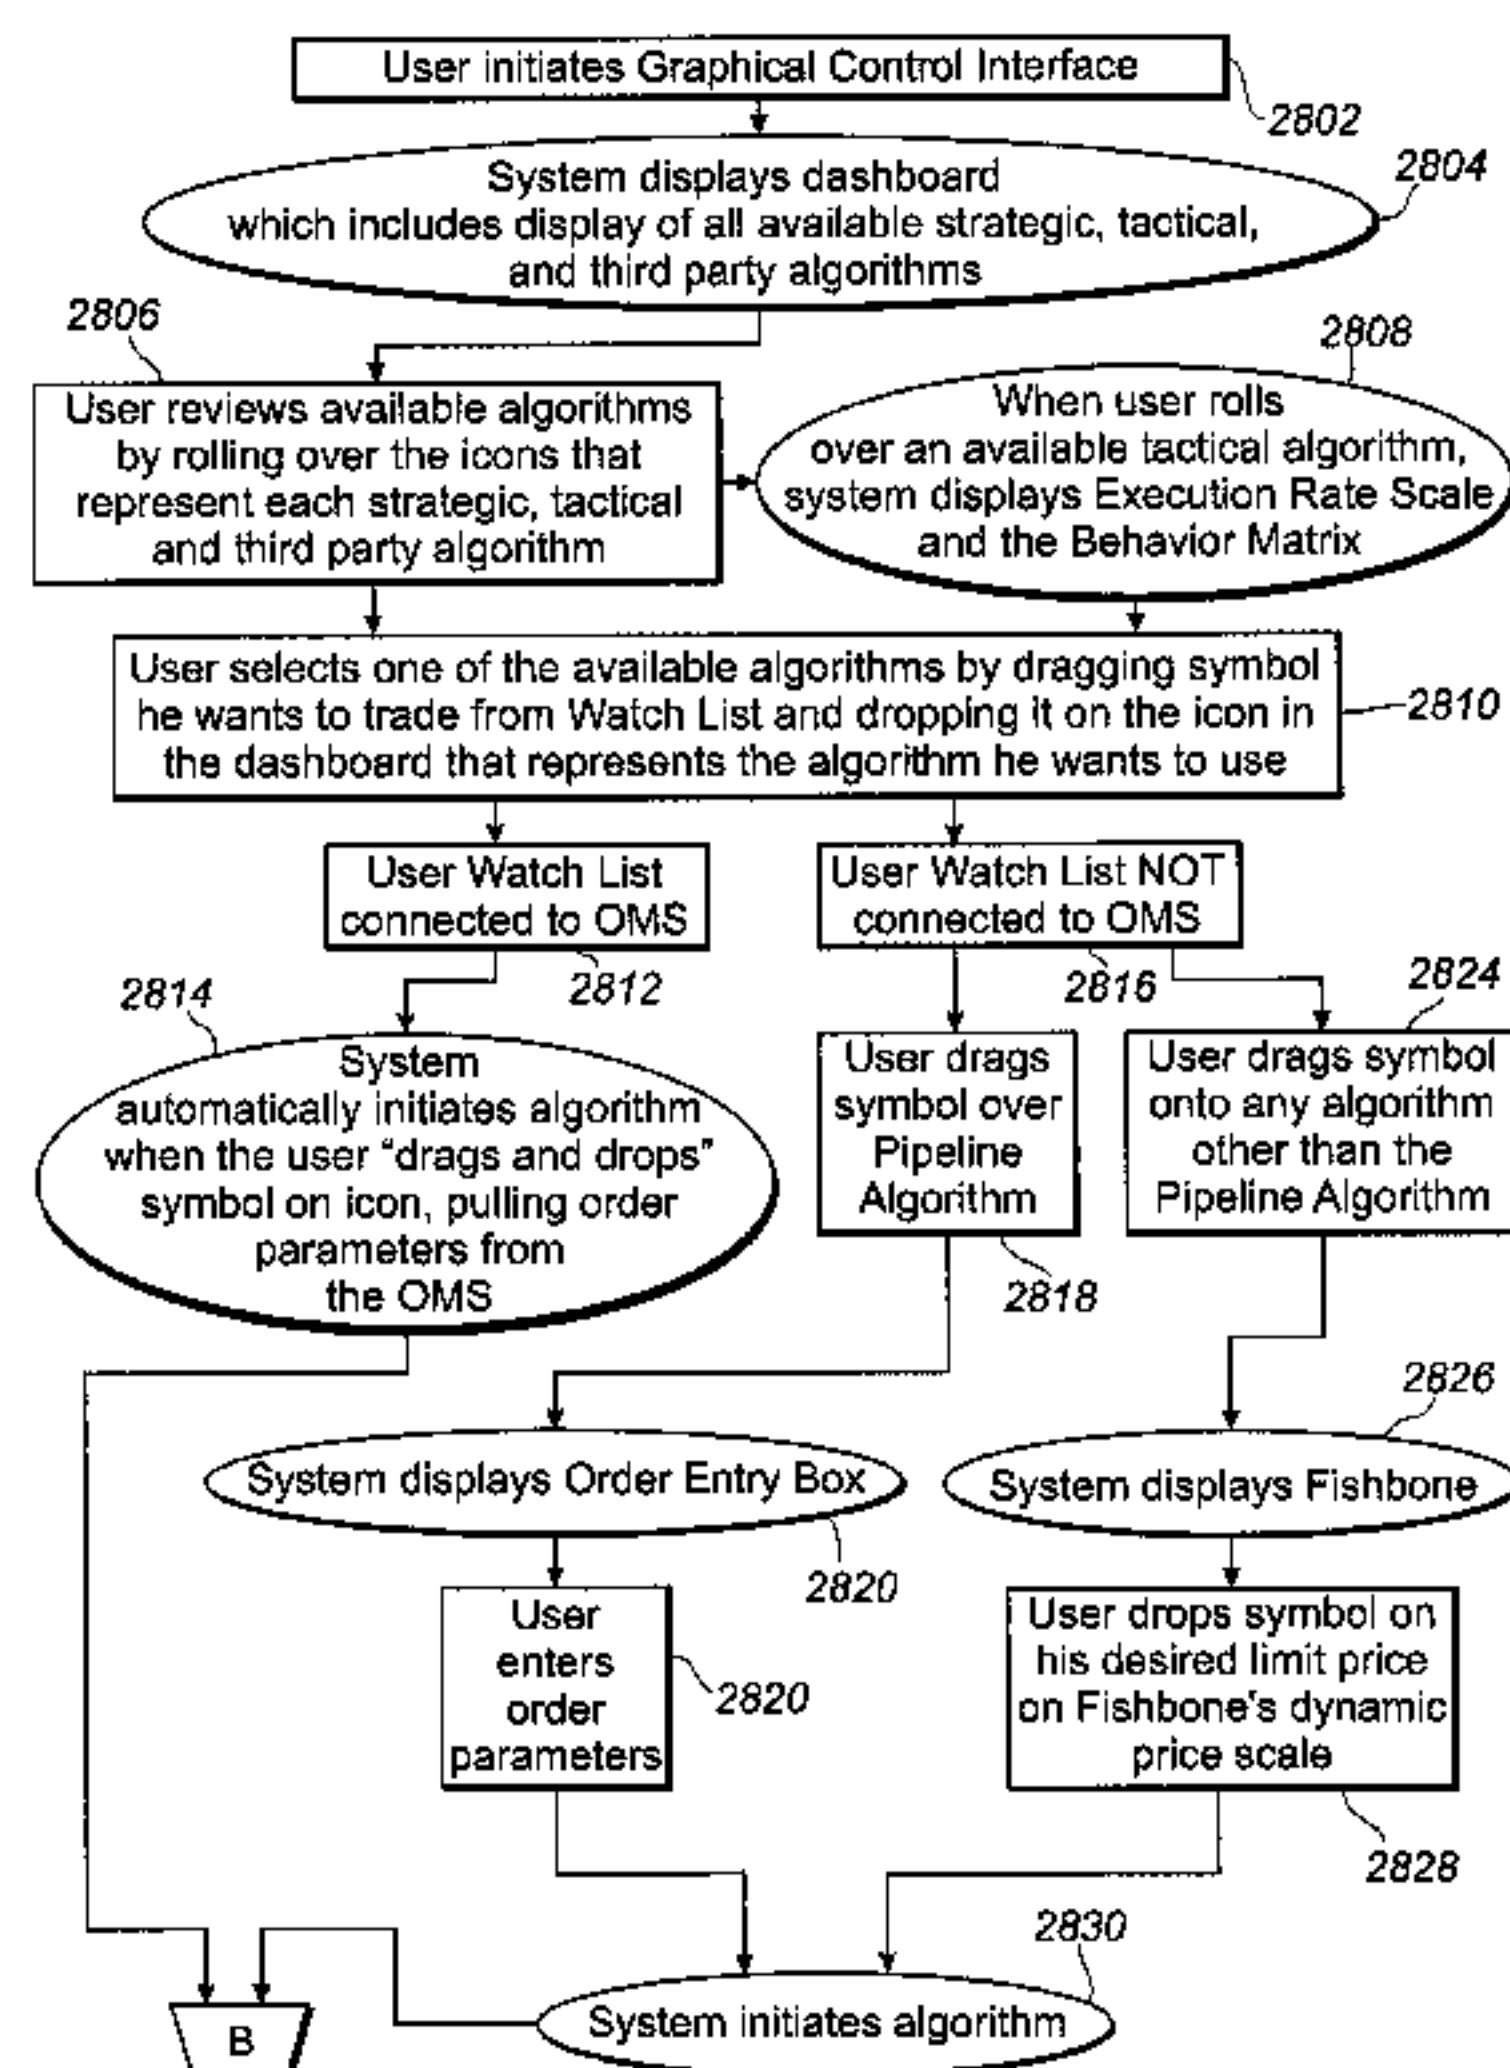 User initiates Graphical Control Interface
2802
2804
System displays dashboard
which includes display of all available strategic, tactical,
and third party algorithms
2806
2808
User reviews available algorithms
by rolling over the icons that
represent each strategic, tactical
and third party algorithm
When user rolls
over an available tactical algorithm,
system displays Execution Rate Scale
and the Behavior Matrix
User selects one of the available algorithms by dragging symbol
he wants to trade from Watch List and dropping it on the icon in
the dashboard that represents the algorithm he wants to use
2810
User Watch List
connected to OMS
2812
User Watch List NOT
connected to OMS
2816
2814
System
automatically initiates algorithm
when the user “drags and drops”
symbol on icon, pulling order
parameters from
the OMS
User drags
symbol over
Pipeline
Algorithm
2818
2824
User drags symbol
onto any algorithm
other than the
Pipeline Algorithm
2826
System displays Order Entry Box
2820
System displays Fishbone
User
enters
order
parameters
2820
User drops symbol on
his desired limit price
on Fishbone's dynamic
price scale
2828
2830
System initiates algorithm
B